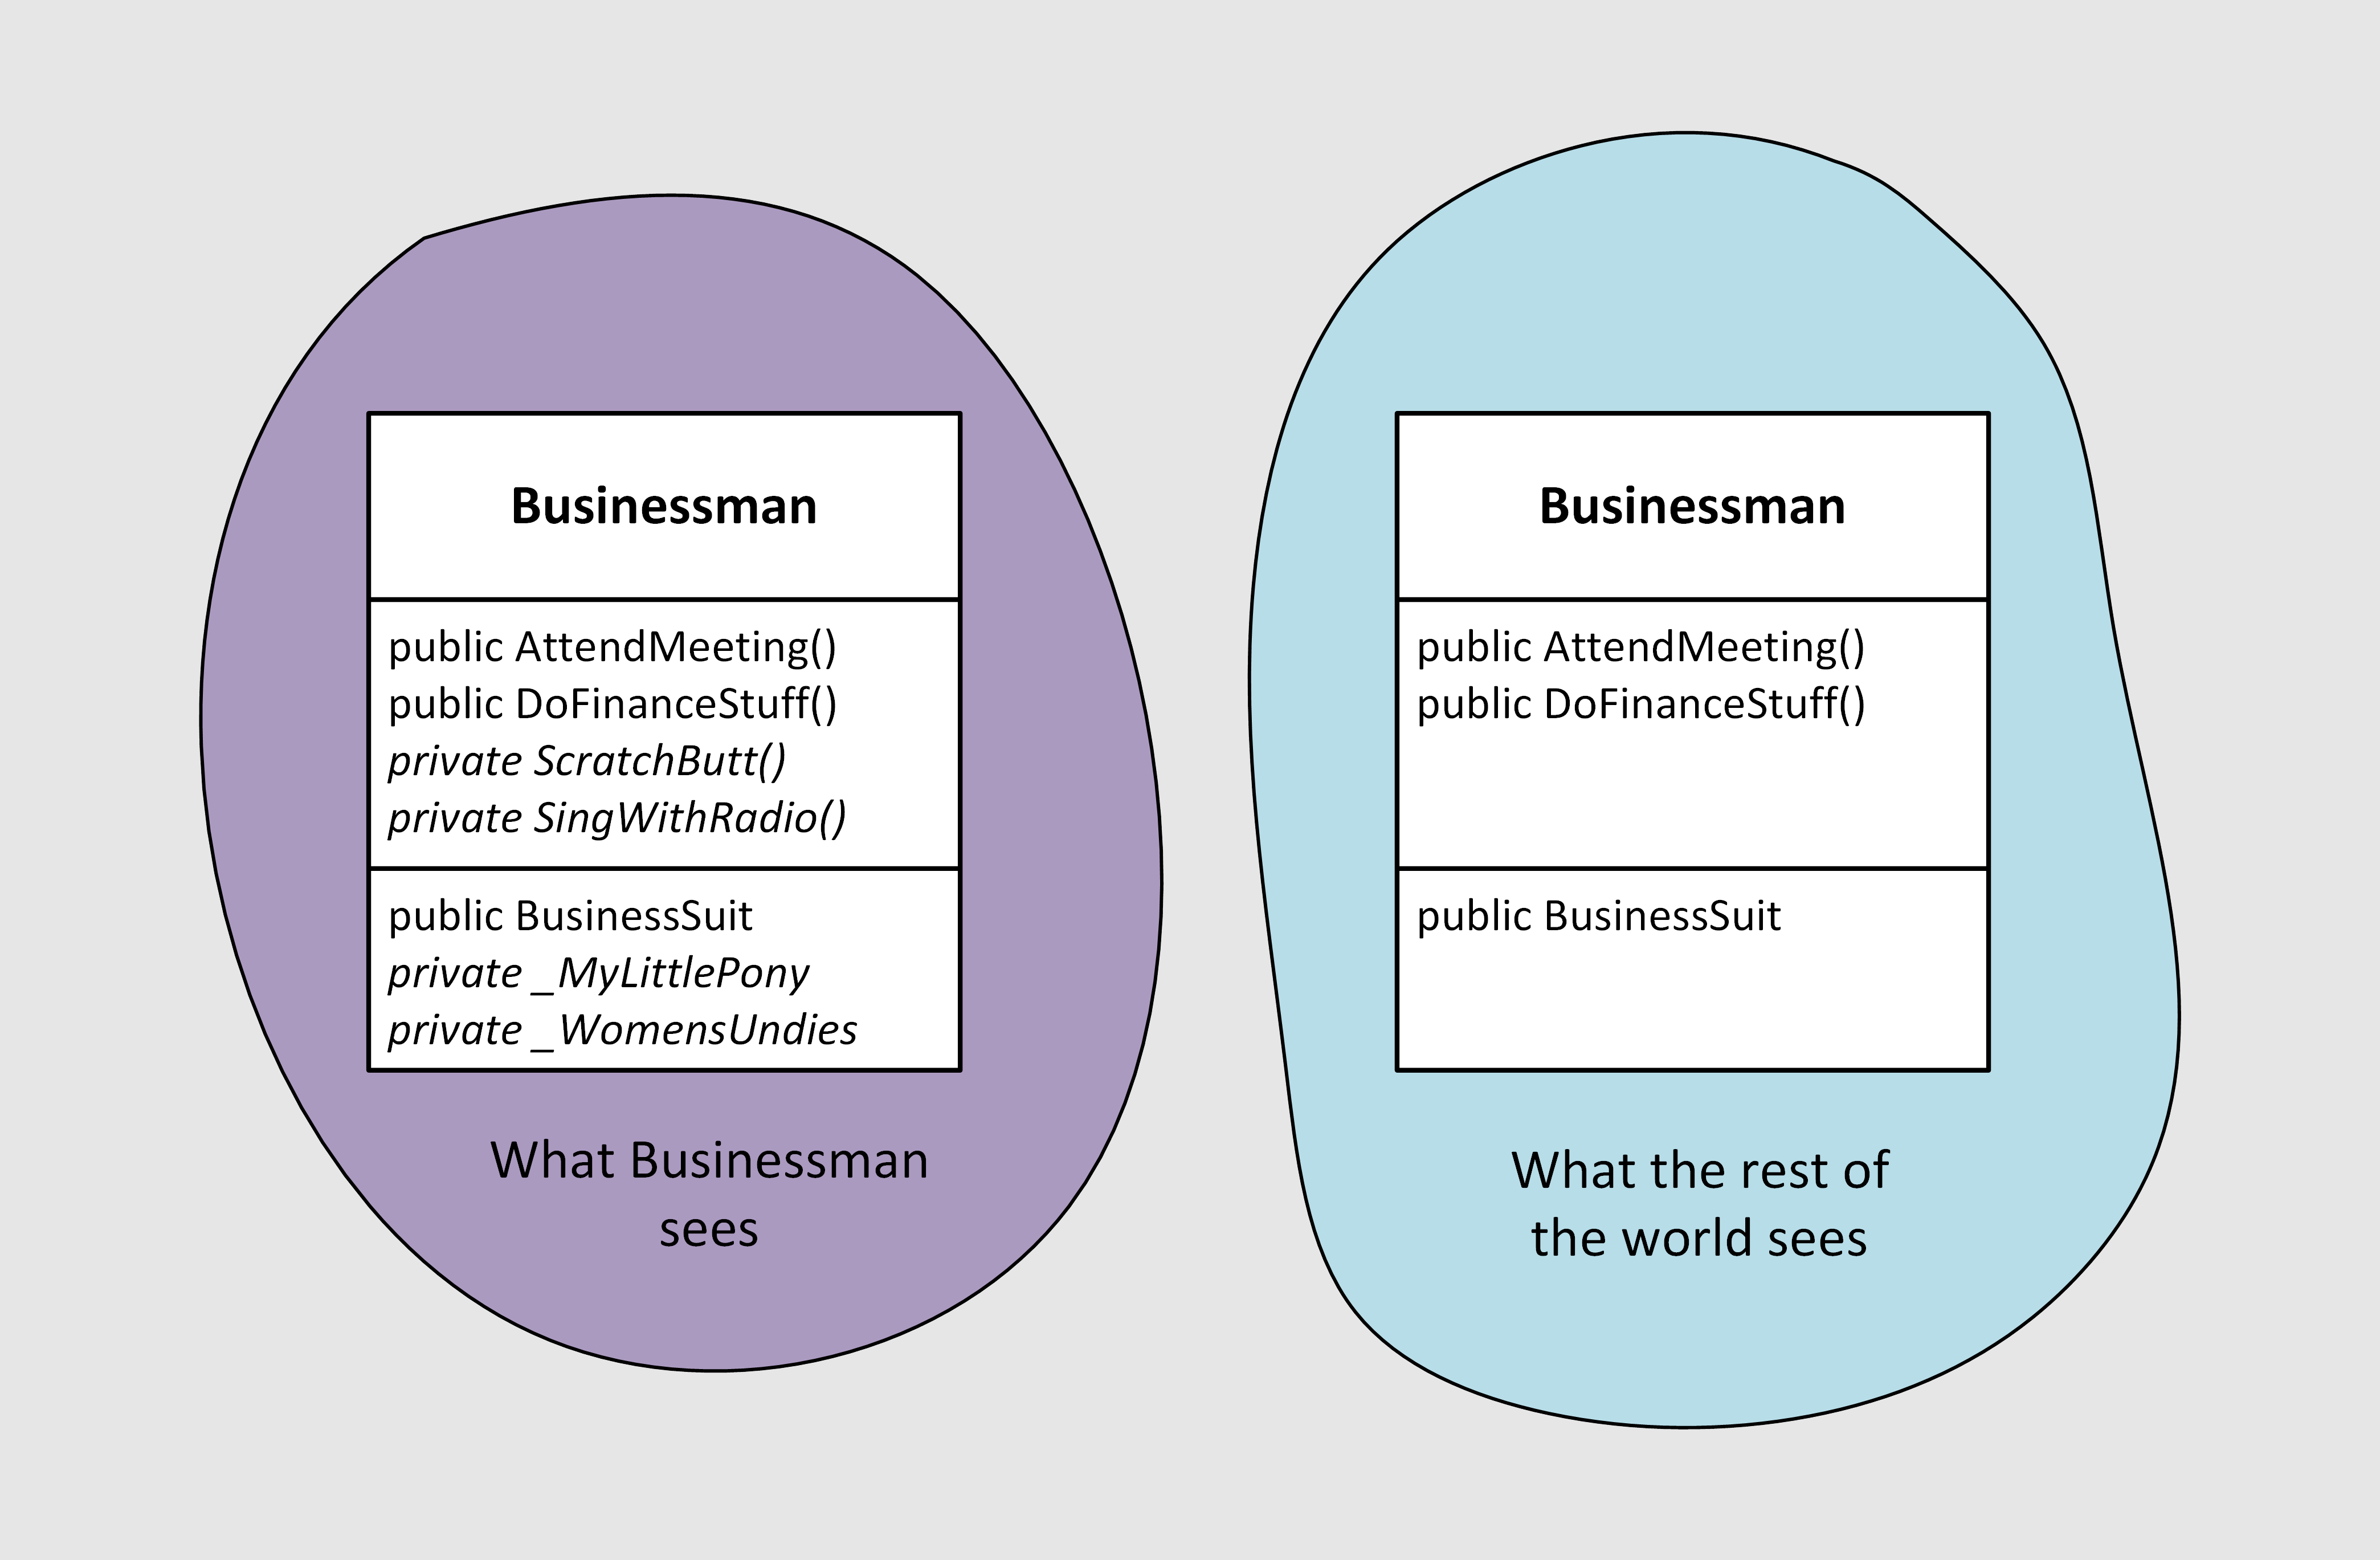 Businessman
public AttendMeeting()
public DoFinanceStuff()
private ScratchButt()
private SingWithRadio()
public BusinessSuit
private _MyLittlePony
private _WomensUndies
What Businessman
sees
Businessman
public AttendMeeting()
public DoFinanceStuff()
public BusinessSuit
What the rest of
the world sees